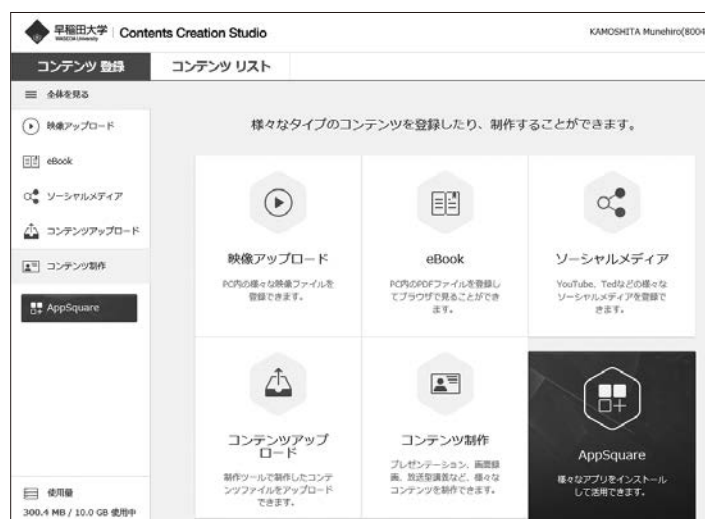 早稲田大学 Contents Creation Studio
WASEDA University
KAMOSHITA Munehiro(8004
コンテンツ 登録 コンテンツ リスト
全体を見る
映像アップロード
eBook
ソーシャルメディア
コンテンツアップロード
コンテンツ制作
AppSquare
使用量
300.4 MB / 10.0 GB 使用中
様々なタイプのコンテンツを登録したり、制作することができます。
映像アップロード
PC内の様々な映像ファイルを
登録できます。
eBook
PC内のPDFファイルを登録し
てブラウザで見ることができ
ます。
ソーシャルメディア
YouTube、Tedなどの様々な
ソーシャルメディアを登録で
きます。
コンテンツアップ
ロード
制作ツールで制作したコンテ
ンツファイルをアップロード
できます。
コンテンツ制作
プレゼンテーション、画面録
画、放送型講義など、様々な
コンテンツを制作できます。
AppSquare
様々なアプリをインストール
して活用できます。